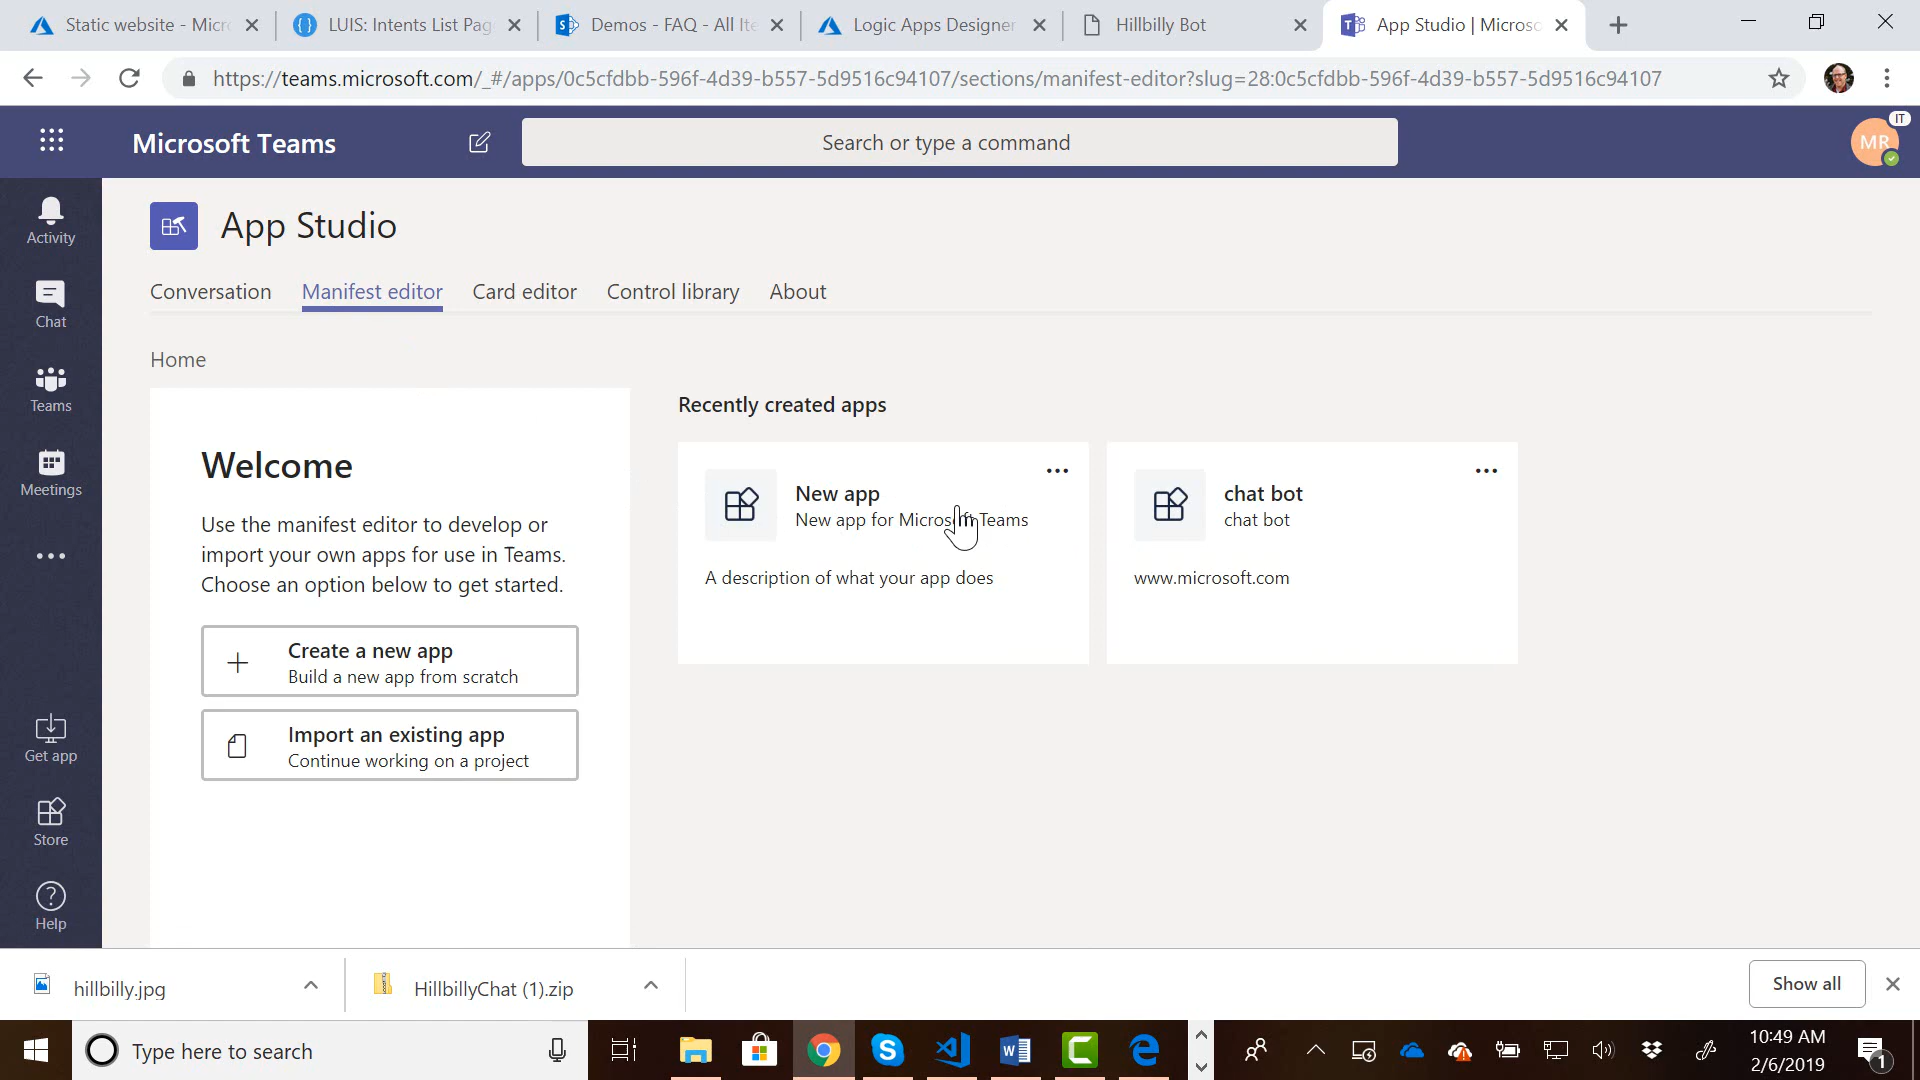 Static website - Micr
LUIS: Intents List Pag
Demos - FAQ - All Ite
Logic Apps Designer
Hillbilly Bot
App Studio | Microso
https://teams.microsoft.com/_#/apps/0c5cfdbb-596f-4d39-b557-5d9516c94107/sections/manifest-editor?slug=28:0c5cfdbb-596f-4d39-b557-5d9516c94107
Microsoft Teams
Search or type a command
IT
MR
Activity
Chat
Teams
Meetings
Get app
Store
Help
App Studio
Conversation
Manifest editor
Card editor
Control library
About
Home
Welcome
Use the manifest editor to develop or
import your own apps for use in Teams.
Choose an option below to get started.
Create a new app
Build a new app from scratch
Import an existing app
Continue working on a project
Recently created apps
New app
New app for Microsoft Teams
A description of what your app does
chat bot
chat bot
www.microsoft.com
hillbilly.jpg
HillbillyChat (1).zip
Show all
Type here to search
10:49 AM
2/6/2019
1